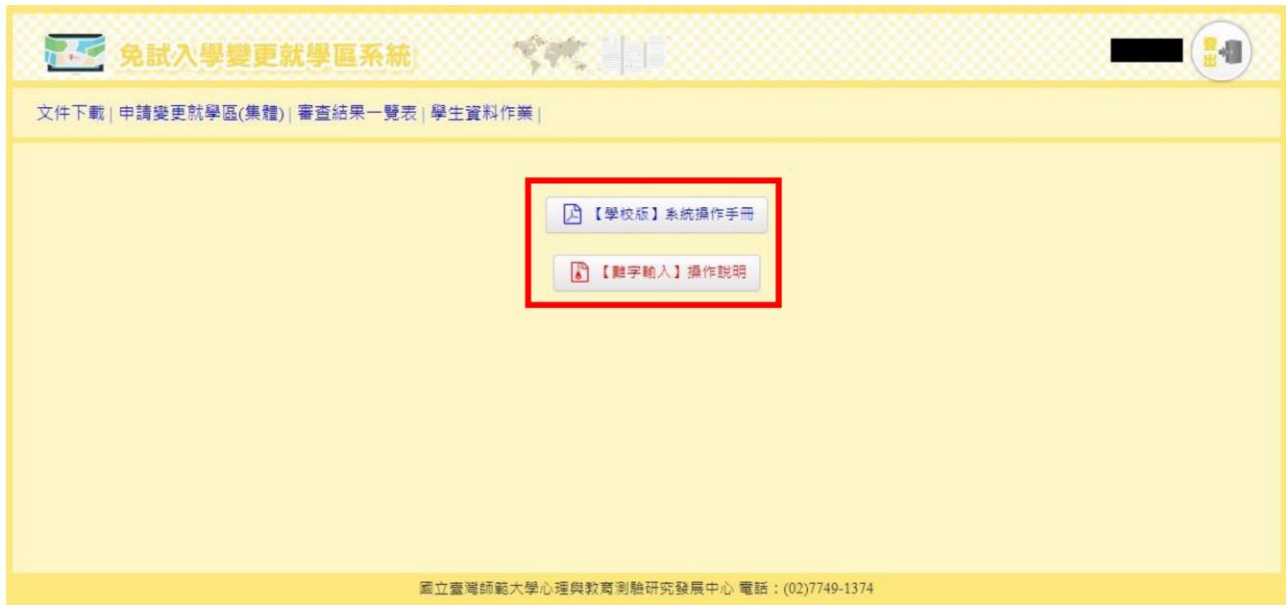 免試入學變更就學區系統
登出
文件下載 | 申請變更就學區(集體) | 審查結果一覽表 | 學生資料作業 |
【學校版】系統操作手冊
【難字輸入】操作說明
國立臺灣師範大學心理與教育測驗研究發展中心 電話：(02)7749-1374